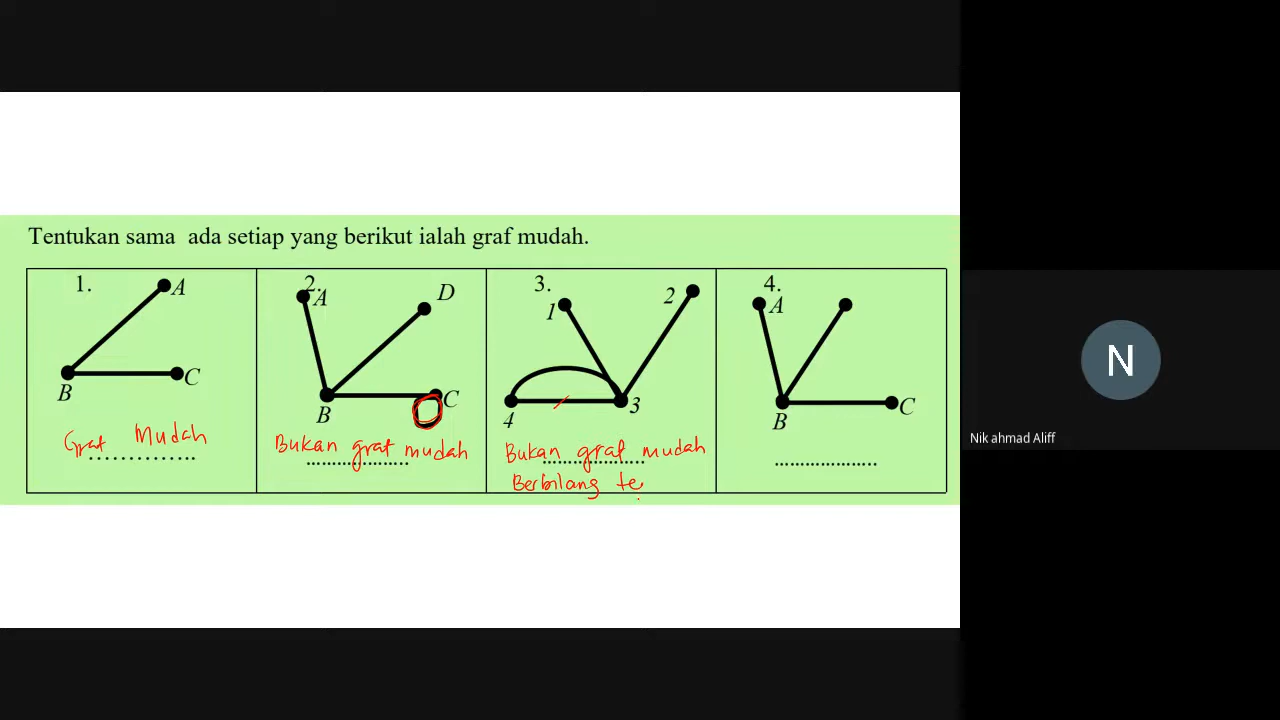 Tentukan sama ada setiap yang berikut ialah graf mudah.
1.
A
B
C
Graf Mudah
..............
2.
A
D
B
C
Bukan graf mudah
...................
3.
1
2
4
3
Bukan graf mudah
...................
Berbilang te
4.
A
B
C
...................
N
Nik ahmad Aliff